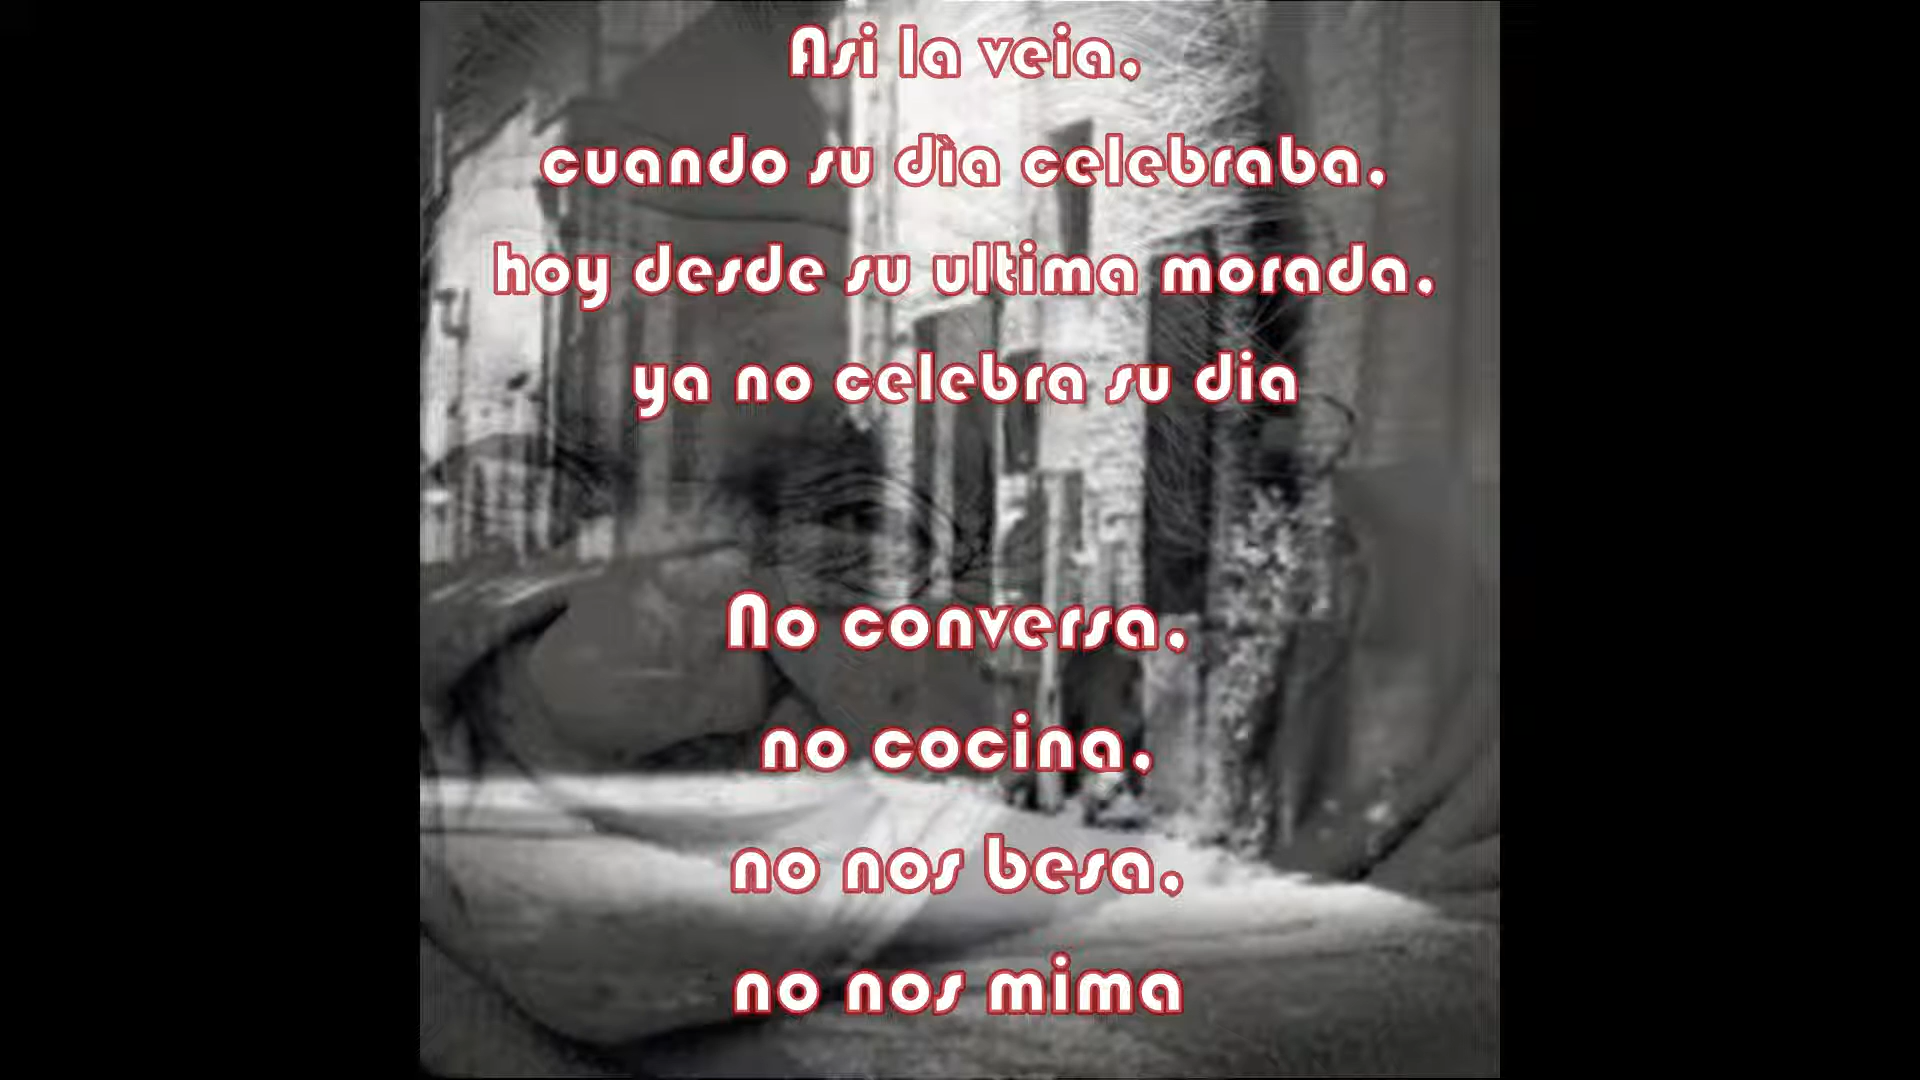 Asi la veia,
cuando su dìa celebraba,
hoy desde su ultima morada,
ya no celebra su dia
No conversa,
no cocina,
no nos besa,
no nos mima